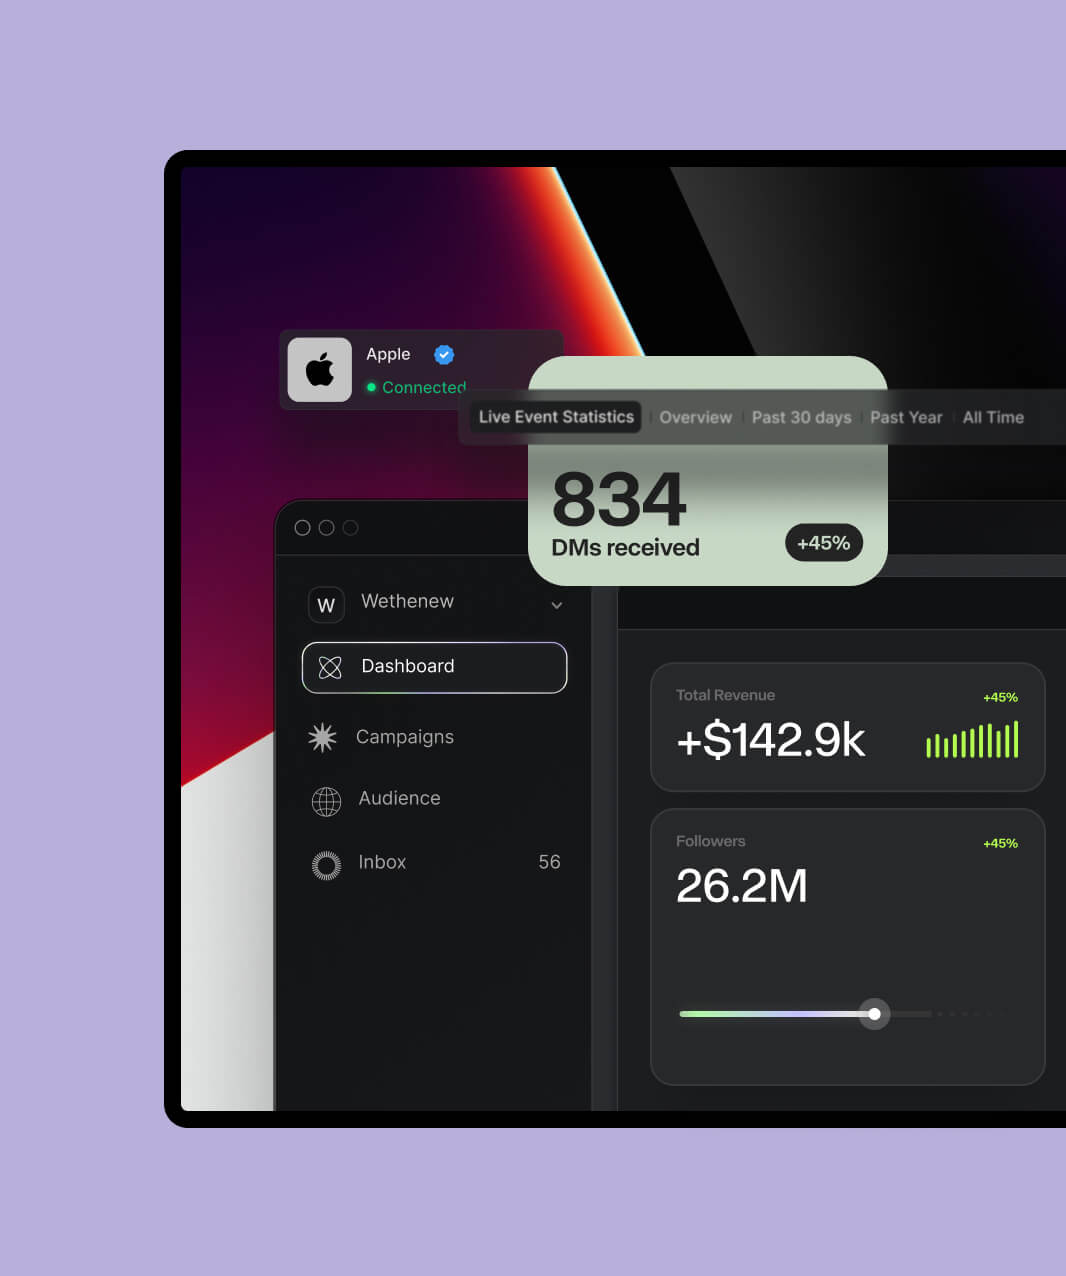 Apple
Connected
Live Event Statistics Overview Past 30 days Past Year All Time
834
DMs received
+45%
W Wethenew
Dashboard
Campaigns
Audience
Inbox 56
Total Revenue +45%
+$142.9k
Followers +45%
26.2M